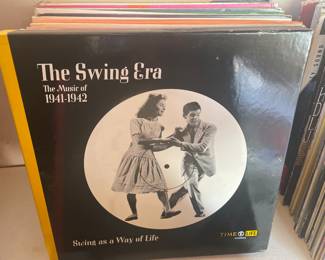 The Swing Era
The Music of
1941-1942
Swing as a Way of Life
TIME LIFE